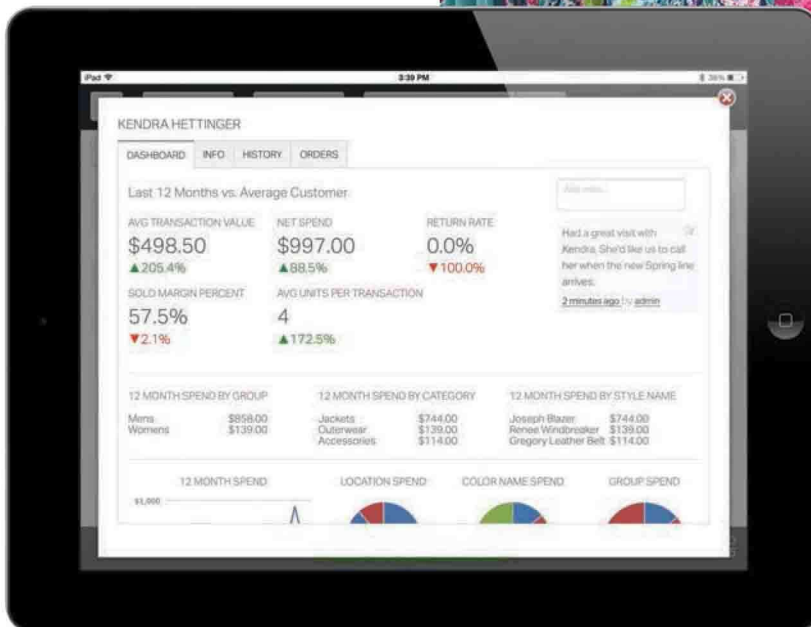 iPad
3:39 PM
36%
KENDRA HETTINGER
DASHBOARD INFO HISTORY ORDERS
Last 12 Months vs. Average Customer
Add note...
AVG TRANSACTION VALUE NET SPEND RETURN RATE
$498.50 $997.00 0.0%
▲205.4% ▲88.5% ▼100.0%
SOLD MARGIN PERCENT AVG UNITS PER TRANSACTION
57.5% 4
▼2.1% ▲172.5%
Had a great visit with
Kendra. She'd like us to call
her when the new Spring line
arrives.
2 minutes ago by admin
12 MONTH SPEND BY GROUP 12 MONTH SPEND BY CATEGORY 12 MONTH SPEND BY STYLE NAME
Mens $858.00 Jackets $744.00 Joseph Blazer $744.00
Womens $139.00 Outerwear $139.00 Renee Windbreaker $139.00
Accessories $114.00 Gregory Leather Belt $114.00
12 MONTH SPEND LOCATION SPEND COLOR NAME SPEND GROUP SPEND
$1,000